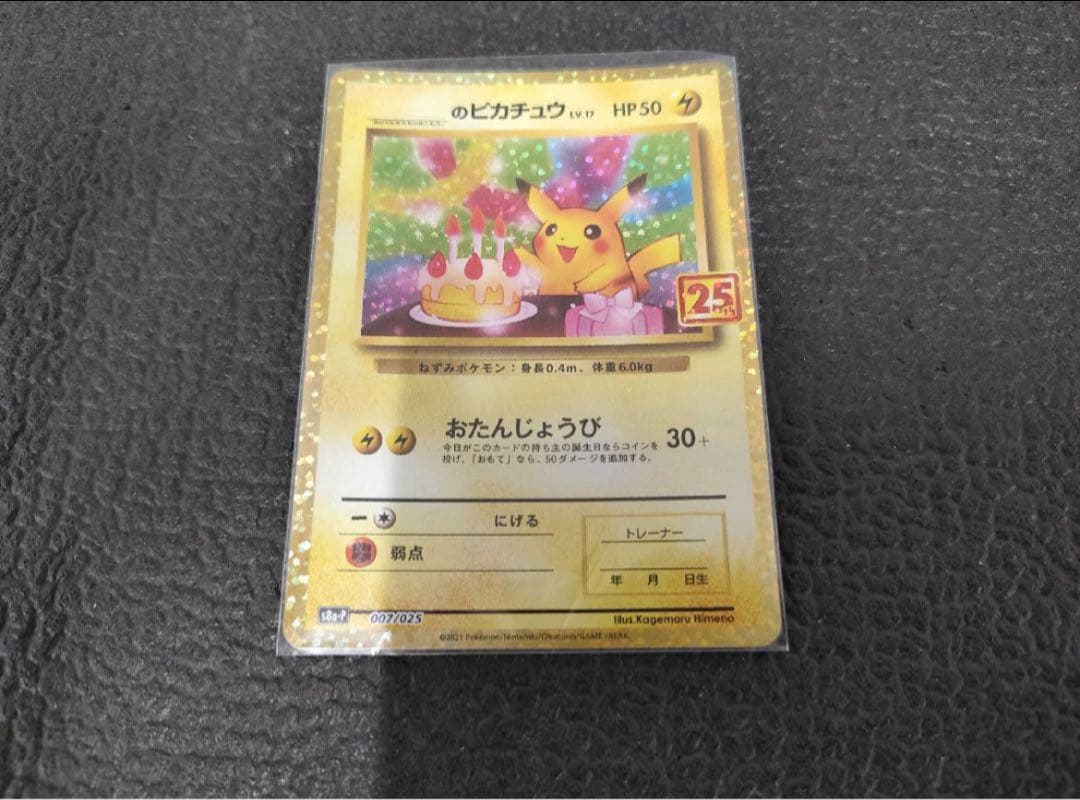 のピカチュウ LV.17 HP50
25th
ねずみポケモン：身長0.4m、体重6.0kg
おたんじょうび 30+
今日がこのカードの持ち主の誕生日ならコインを
投げ、「おもて」なら、50ダメージを追加する。
にげる
弱点
トレーナー
年 月 日生
s8a-P 007/025
Illus.Kagemaru Himeno
©2021 Pokémon/Nintendo/Creatures/GAME FREAK.